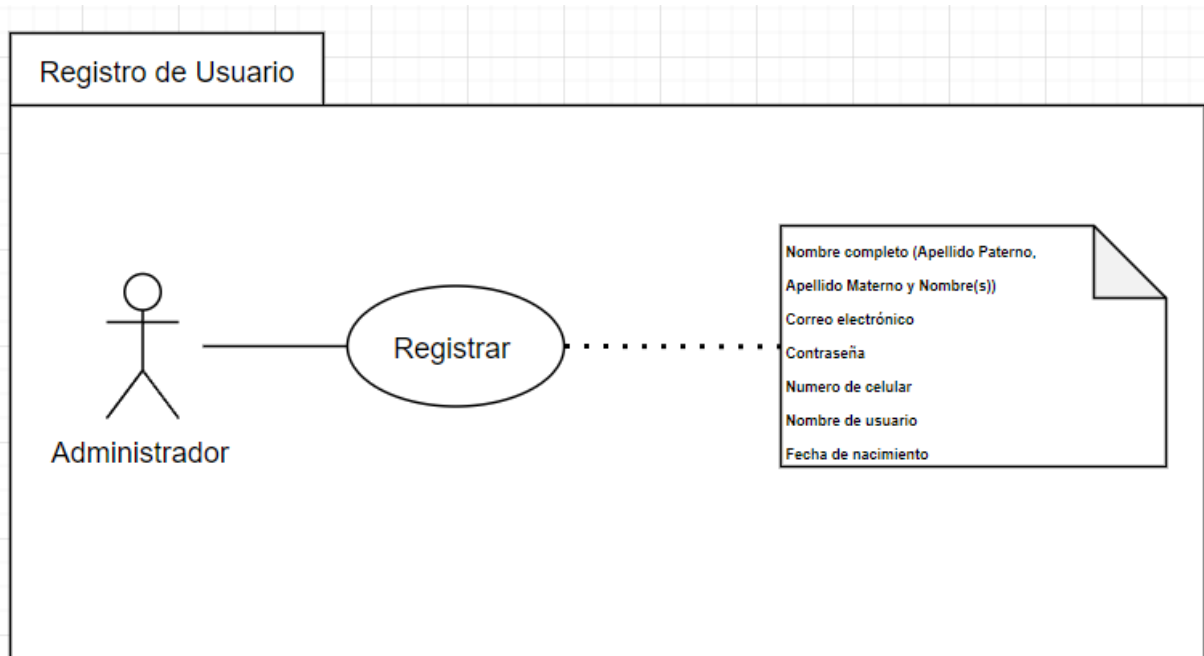 Registro de Usuario
Registrar
Administrador
Nombre completo (Apellido Paterno,
Apellido Materno y Nombre(s))
Correo electrónico
Contraseña
Numero de celular
Nombre de usuario
Fecha de nacimiento